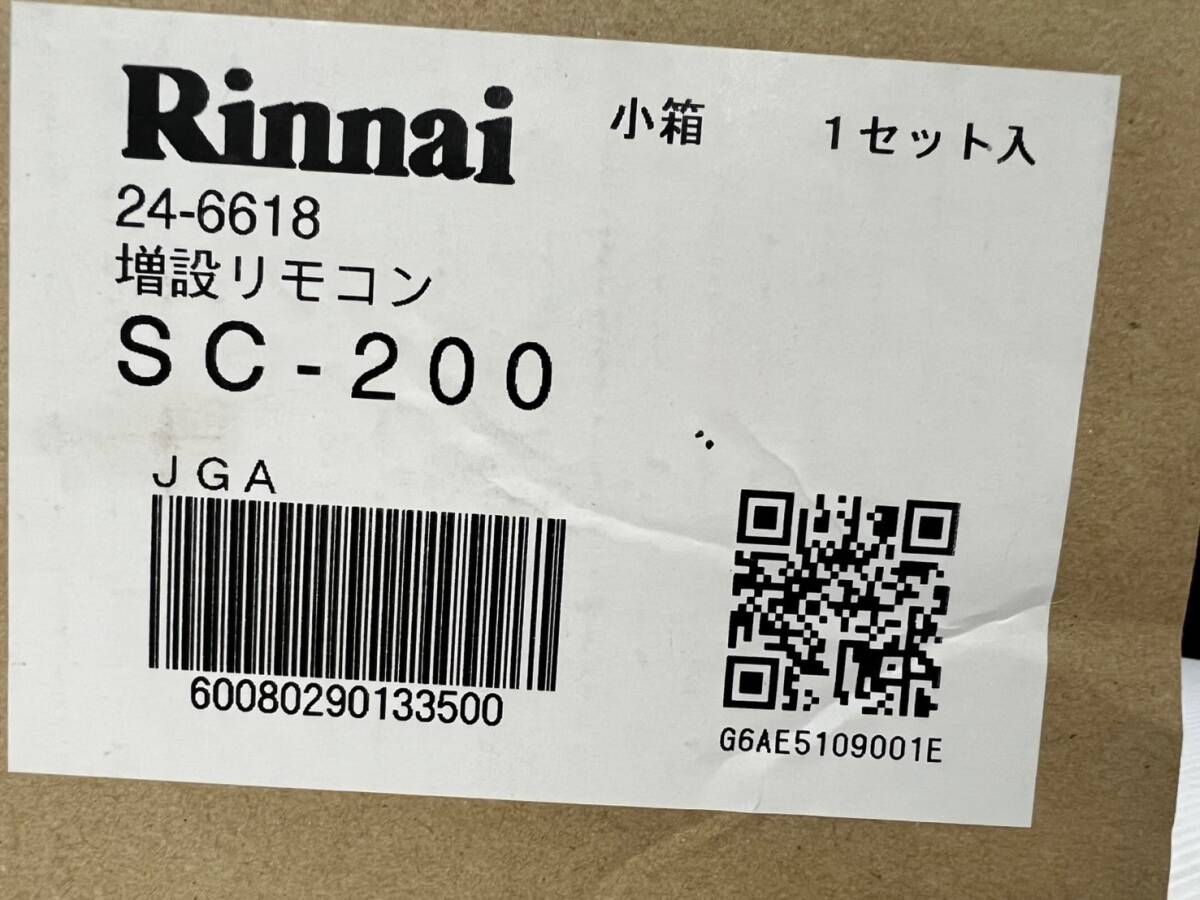 Rinnai 小箱 1セット入
24-6618
増設リモコン
SC-200
JGA
60080290133500
G6AE5109001E